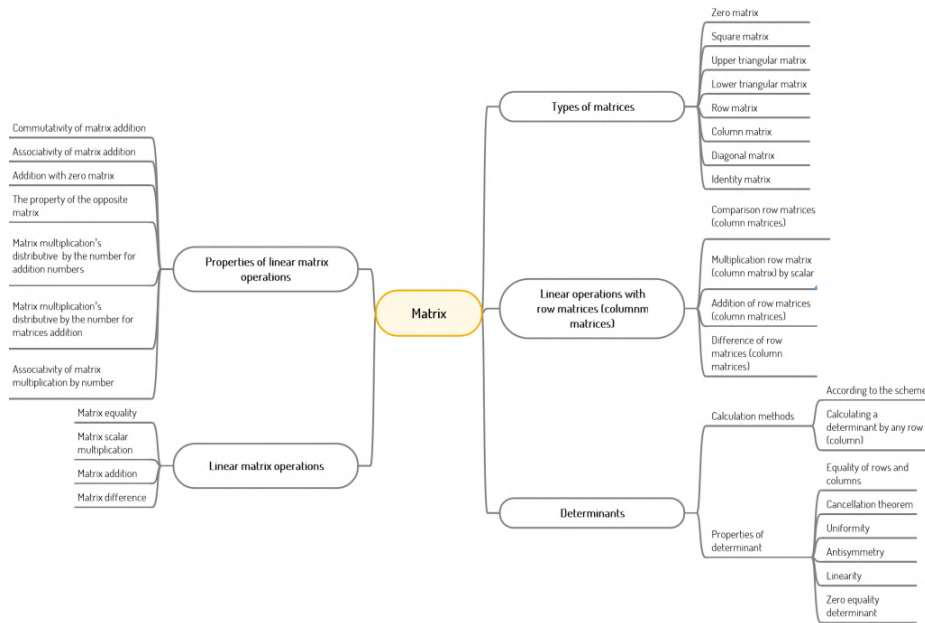 Matrix
Types of matrices
Zero matrix
Square matrix
Upper triangular matrix
Lower triangular matrix
Row matrix
Column matrix
Diagonal matrix
Identity matrix
Linear operations with
row matrices (columnm
matrices)
Comparison row matrices
(column matrices)
Multiplication row matrix
(column matrix) by scalar
Addition of row matrices
(column matrices)
Difference of row
matrices (column
matrices)
Determinants
Calculation methods
According to the scheme
Calculating a
determinant by any row
(column)
Properties of
determinant
Equality of rows and
columns
Cancellation theorem
Uniformity
Antisymmetry
Linearity
Zero equality
determinant
Properties of linear matrix
operations
Commutativity of matrix addition
Associativity of matrix addition
Addition with zero matrix
The property of the opposite
matrix
Matrix multiplication's
distributive by the number for
addition numbers
Matrix multiplication's
distributive by the number for
matrices addition
Associativity of matrix
multiplication by number
Linear matrix operations
Matrix equality
Matrix scalar
multiplication
Matrix addition
Matrix difference